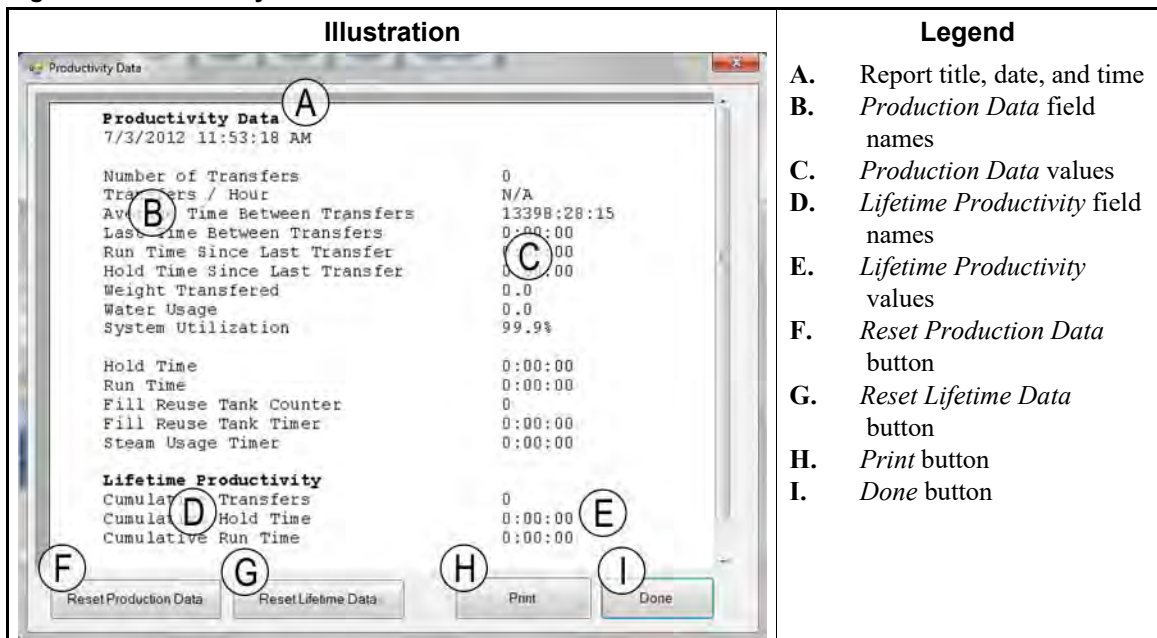 Illustration
Productivity Data
A
Productivity Data
7/3/2012 11:53:18 AM
Number of Transfers 0
/ Hour N/A
B Time Between Transfers 13398:28:15
Last Time Between Transfers 0:00:00
Run Time Since Last Transfer C :00
Hold Time Since Last Transfer :00
Weight Transfered 0.0
Water Usage 0.0
System Utilization 99.9%
Hold Time 0:00:00
Run Time 0:00:00
Fill Reuse Tank Counter 0
Fill Reuse Tank Timer 0:00:00
Steam Usage Timer 0:00:00
Lifetime Productivity
Transfers 0
D Hold Time 0:00:00 E
Cumulative Run Time 0:00:00
F G H I
Reset Production Data Reset Lifetime Data Print Done
Legend
A. Report title, date, and time
B. Production Data field
names
C. Production Data values
D. Lifetime Productivity field
names
E. Lifetime Productivity
values
F. Reset Production Data
button
G. Reset Lifetime Data
button
H. Print button
I. Done button